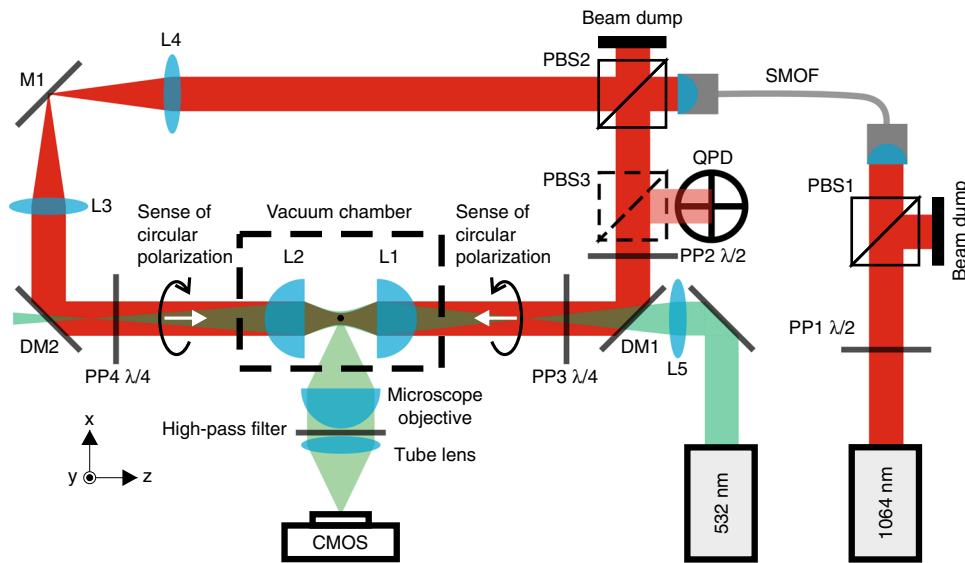 Beam dump
L4
PBS2
M1
SMOF
QPD
PBS3
PBS1
L3
Sense of
circular
polarization
Vacuum chamber
Sense of
circular
polarization
Beam dump
L2
L1
PP2 λ/2
DM2
DM1
PP1 λ/2
PP4 λ/4
PP3 λ/4
L5
Microscope
objective
High-pass filter
x
Tube lens
y
z
532 nm
1064 nm
CMOS